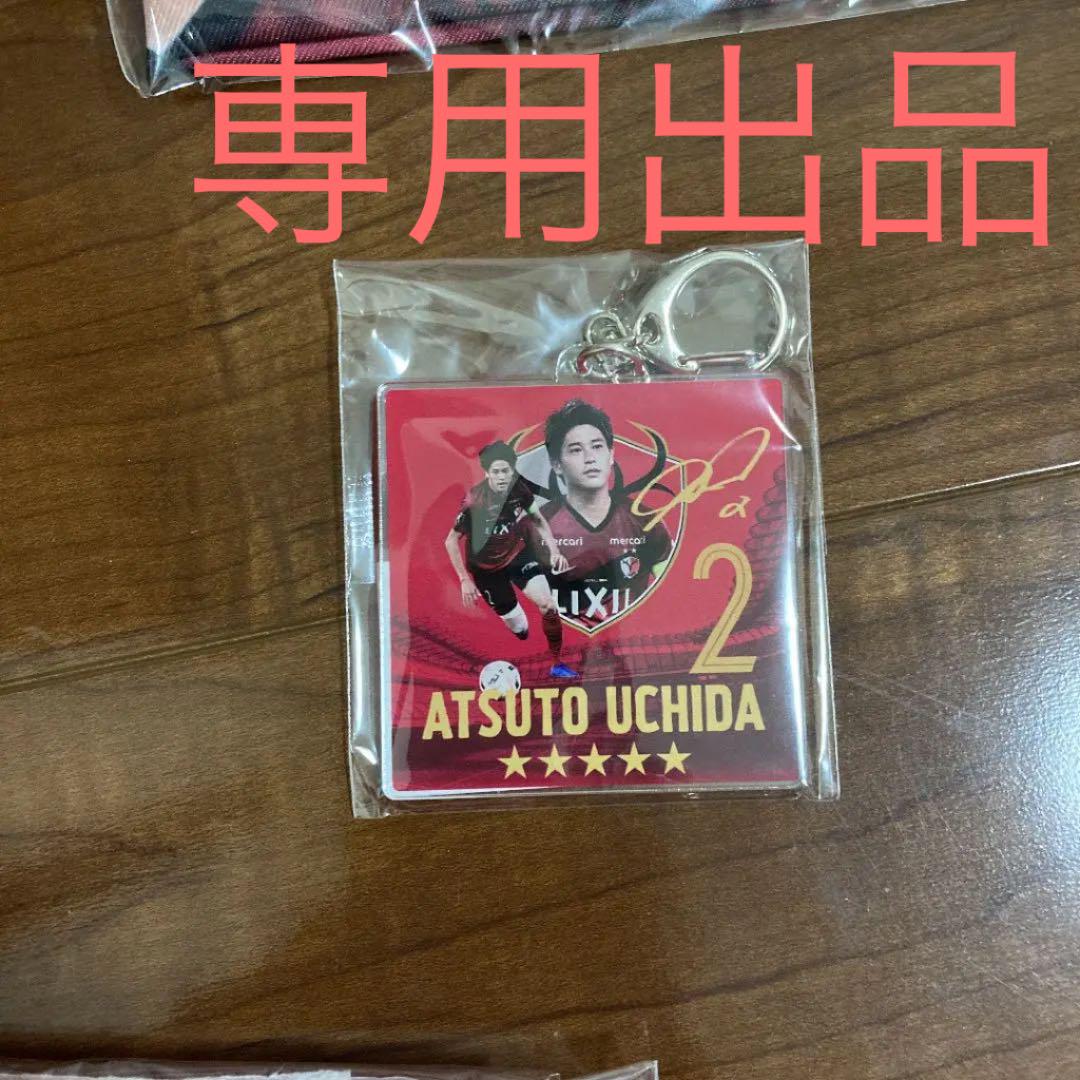 専用出品
mercari mercari
LIXIL
2
ATSUTO UCHIDA